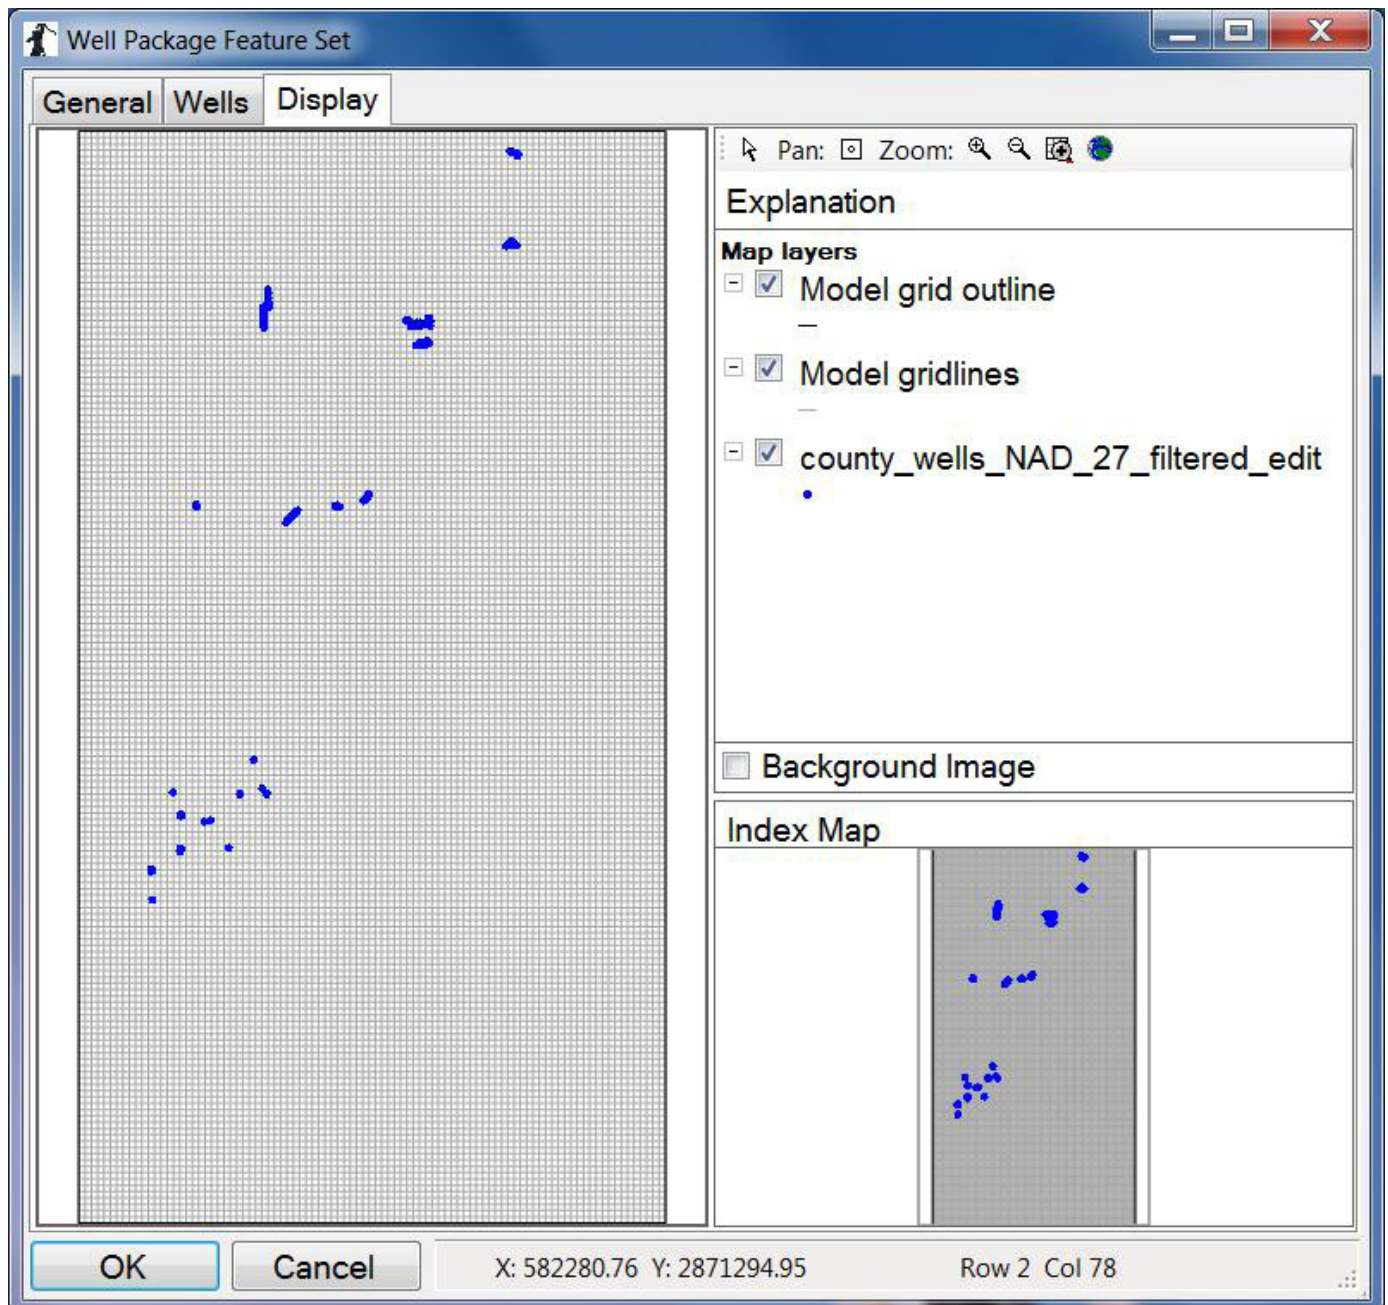 Well Package Feature Set
General Wells Display
Pan: Zoom:
Explanation
Map layers
Model grid outline
Model gridlines
county_wells_NAD_27_filtered_edit
Background Image
Index Map
OK Cancel X: 582280.76 Y: 2871294.95 Row 2 Col 78